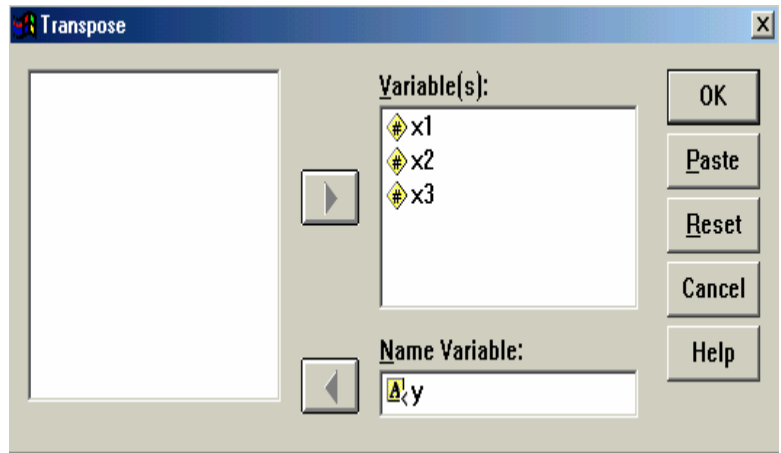 Transpose
Variable(s):
# x1
# x2
# x3
Name Variable:
A< y
OK
Paste
Reset
Cancel
Help